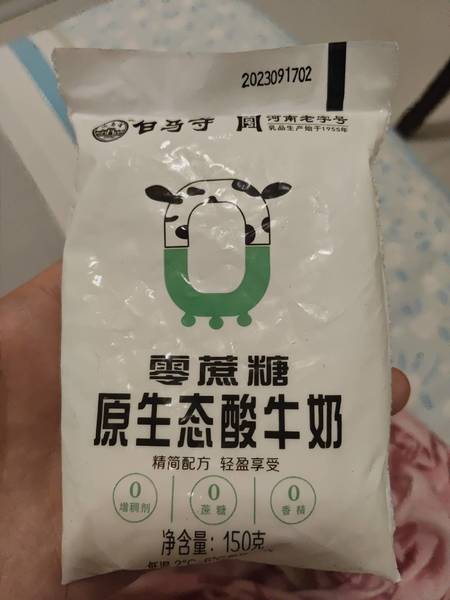 2023091702
白马寺 河南老字号
乳品生产始于1955年
零蔗糖
原生态酸牛奶
精简配方 轻盈享受
0 0 0
增稠剂 蔗糖 香精
净含量：150克